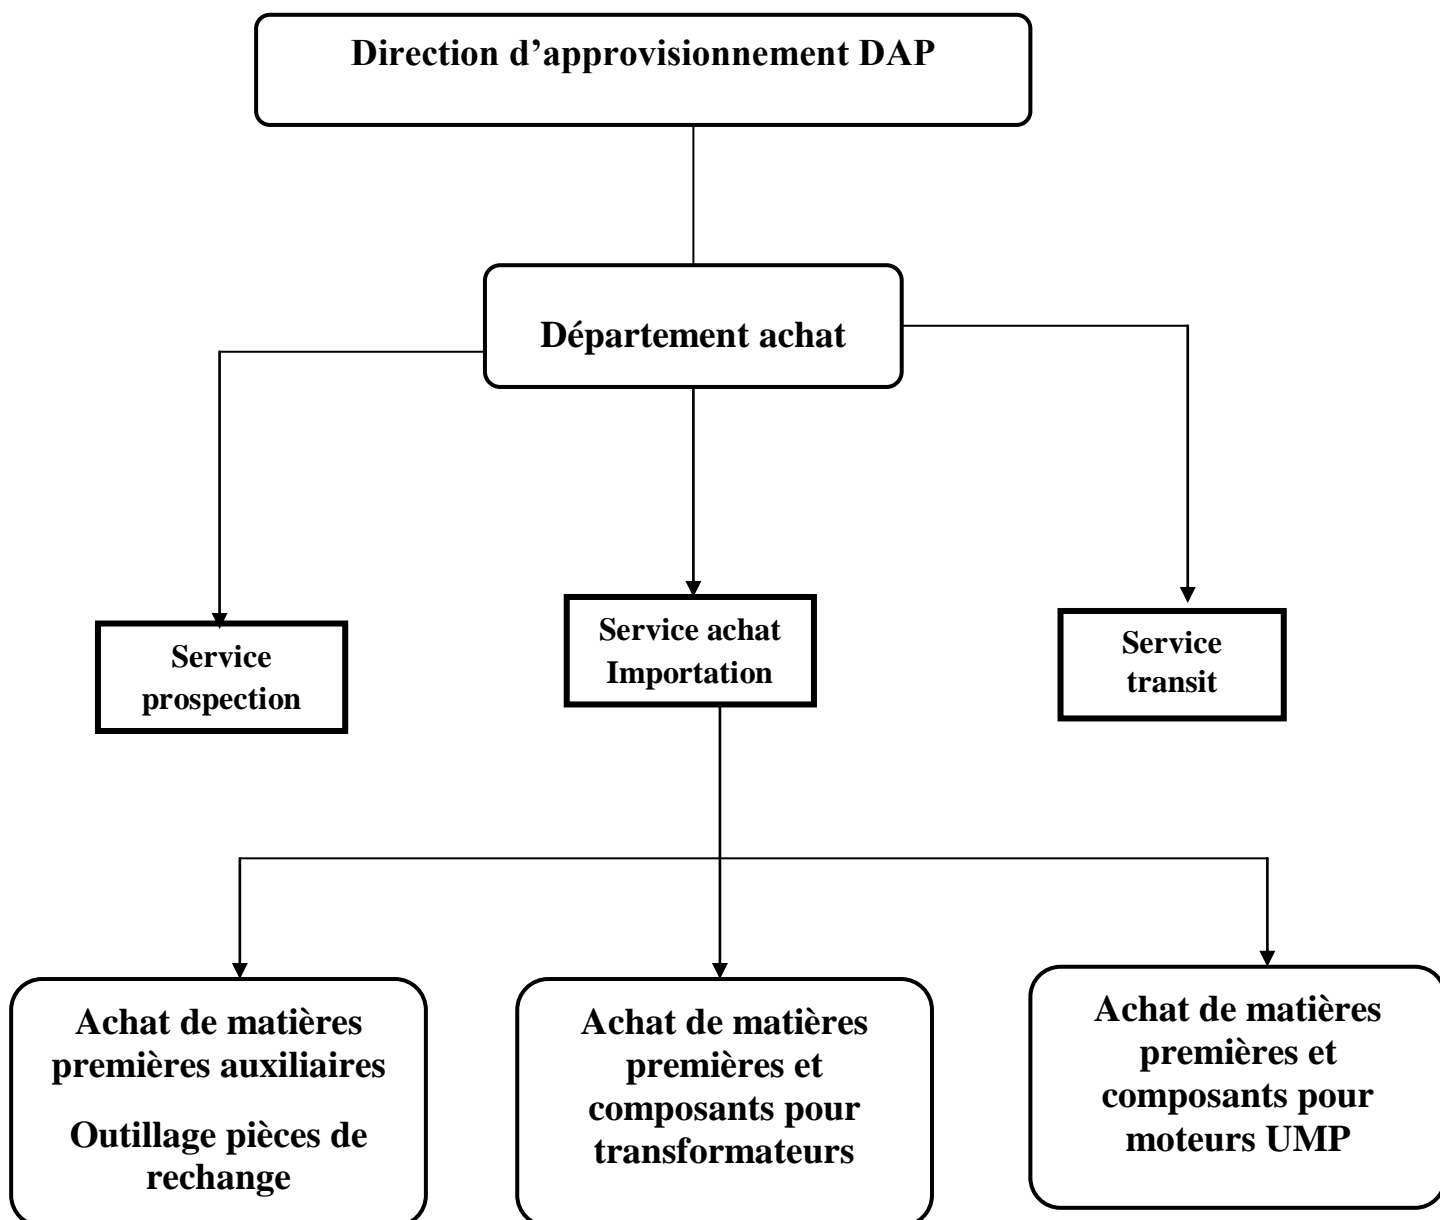 Direction d’approvisionnement DAP
Département achat
Service
prospection
Service achat
Importation
Service
transit
Achat de matières
premières auxiliaires
Outillage pièces de
rechange
Achat de matières
premières et
composants pour
transformateurs
Achat de matières
premières et
composants pour
moteurs UMP